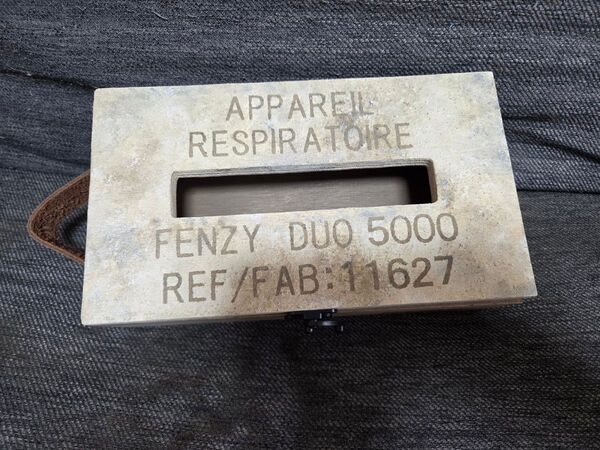 APPAREIL
RESPIRATOIRE
FENZY DUO 5000
REF/FAB:11627